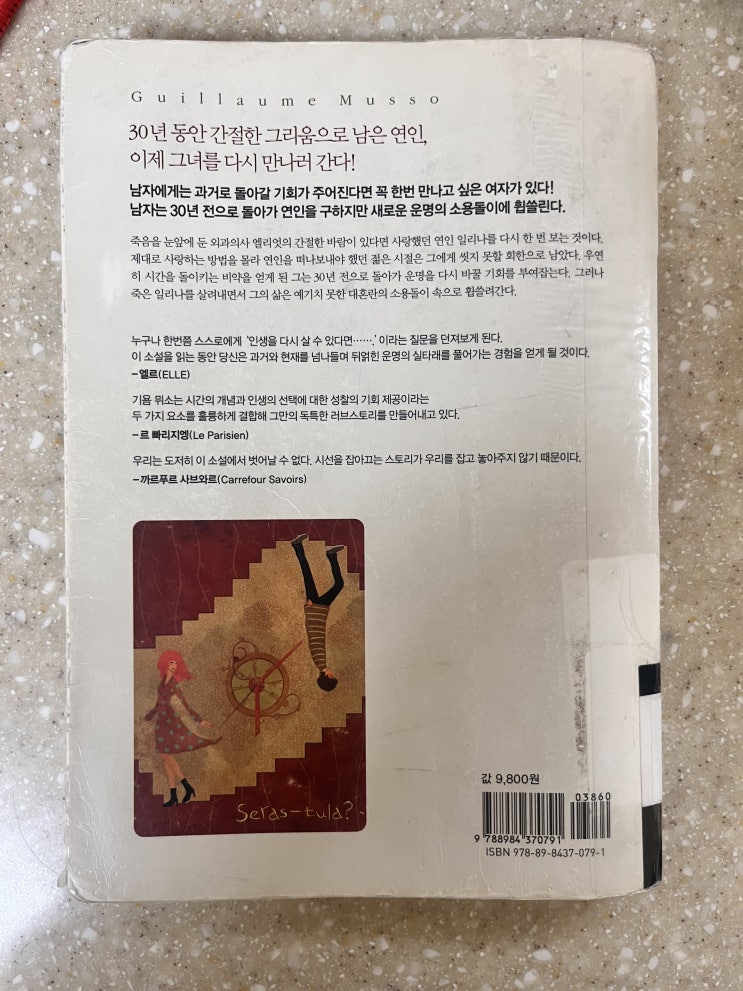 Guillaume Musso
30년 동안 간절한 그리움으로 남은 연인,
이제 그녀를 다시 만나러 간다!
남자에게는 과거로 돌아갈 기회가 주어진다면 꼭 한번 만나고 싶은 여자가 있다!
남자는 30년 전으로 돌아가 연인을 구하지만 새로운 운명의 소용돌이에 휩쓸린다.
죽음을 눈앞에 둔 외과의사 엘리엇의 간절한 바람이 있다면 사랑했던 연인 일리나를 다시 한 번 보는 것이다.
제대로 사랑하는 방법을 몰라 연인을 떠나보내야 했던 젊은 시절은 그에게 씻지 못할 회한으로 남았다. 우연
히 시간을 돌이키는 비약을 얻게 된 그는 30년 전으로 돌아가 운명을 다시 바꿀 기회를 부여잡는다. 그러나
죽은 일리나를 살려내면서 그의 삶은 예기치 못한 대혼란의 소용돌이 속으로 휩쓸려간다.
누구나 한번쯤 스스로에게 ‘인생을 다시 살 수 있다면…….’이라는 질문을 던져보게 된다.
이 소설을 읽는 동안 당신은 과거와 현재를 넘나들며 뒤얽힌 운명의 실타래를 풀어가는 경험을 얻게 될 것이다.
–엘르(ELLE)
기욤 뮈소는 시간의 개념과 인생의 선택에 대한 성찰의 기회 제공이라는
두 가지 요소를 훌륭하게 결합해 그만의 독특한 러브스토리를 만들어내고 있다.
–르 빠리지엥(Le Parisien)
우리는 도저히 이 소설에서 벗어날 수 없다. 시선을 잡아끄는 스토리가 우리를 잡고 놓아주지 않기 때문이다.
–까르푸르 사브와르(Carrefour Savoirs)
Seras-tula?
값 9,800원
03860
9 788984 370791
ISBN 978-89-8437-079-1